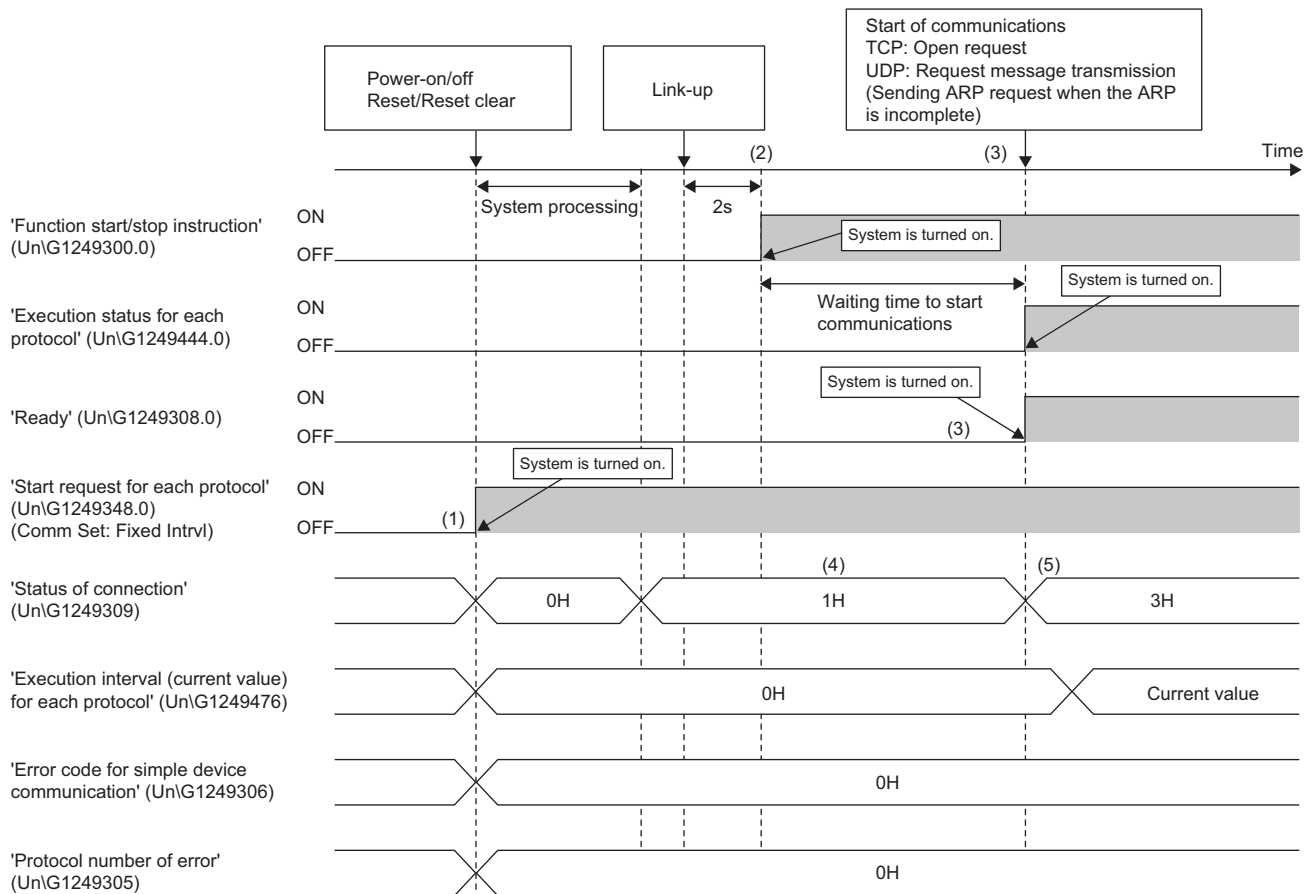 Start of communications
TCP: Open request
UDP: Request message transmission
(Sending ARP request when the ARP
is incomplete)
Power-on/off
Reset/Reset clear
Link-up
(2)
(3)
Time
System processing
2s
'Function start/stop instruction'
(Un\G1249300.0)
ON
OFF
System is turned on.
Waiting time to start
communications
System is turned on.
'Execution status for each
protocol' (Un\G1249444.0)
ON
OFF
System is turned on.
'Ready' (Un\G1249308.0)
ON
OFF
(3)
System is turned on.
'Start request for each protocol'
(Un\G1249348.0)
(Comm Set: Fixed Intrvl)
ON
OFF
(1)
'Status of connection'
(Un\G1249309)
0H
(4)
1H
(5)
3H
'Execution interval (current value)
for each protocol' (Un\G1249476)
0H
Current value
'Error code for simple device
communication' (Un\G1249306)
0H
'Protocol number of error'
(Un\G1249305)
0H